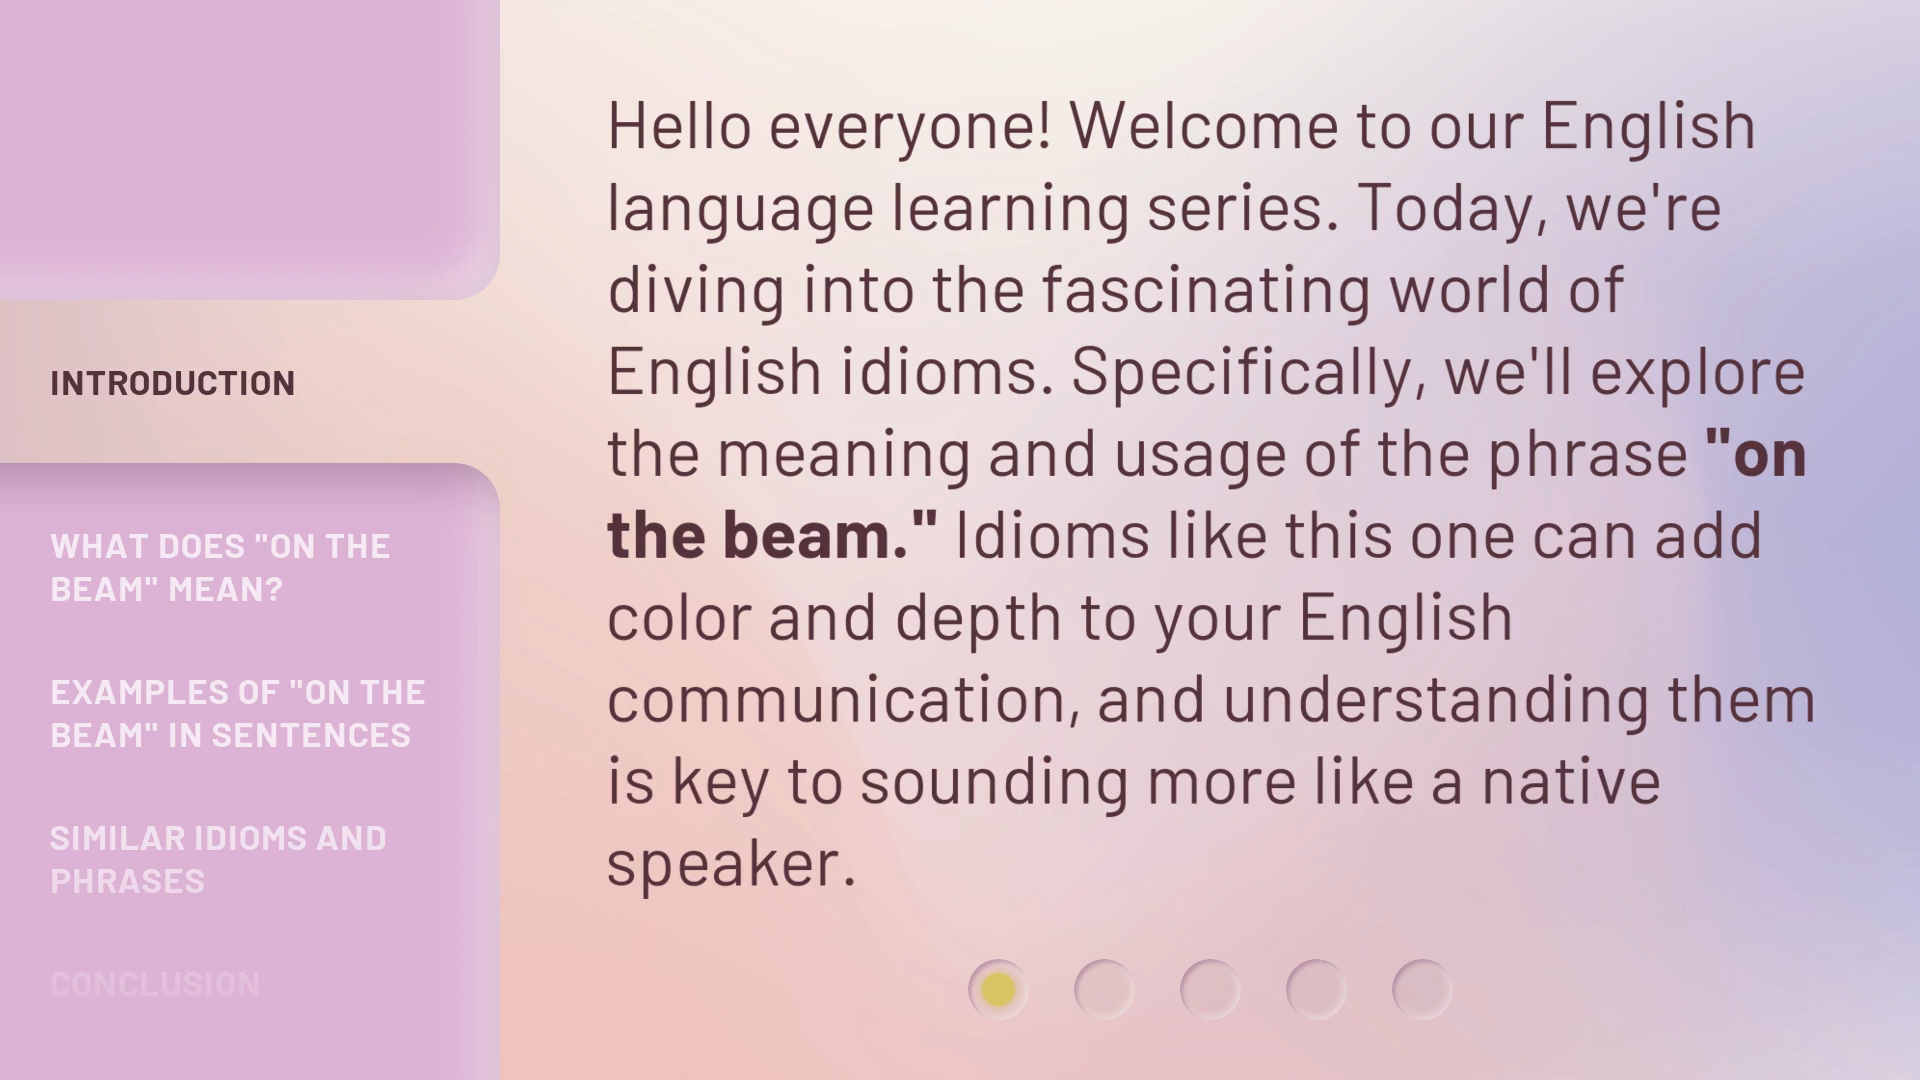 INTRODUCTION
WHAT DOES "ON THE
BEAM" MEAN?
EXAMPLES OF "ON THE
BEAM" IN SENTENCES
SIMILAR IDIOMS AND
PHRASES
CONCLUSION
Hello everyone! Welcome to our English
language learning series. Today, we're
diving into the fascinating world of
English idioms. Specifically, we'll explore
the meaning and usage of the phrase "on
the beam." Idioms like this one can add
color and depth to your English
communication, and understanding them
is key to sounding more like a native
speaker.